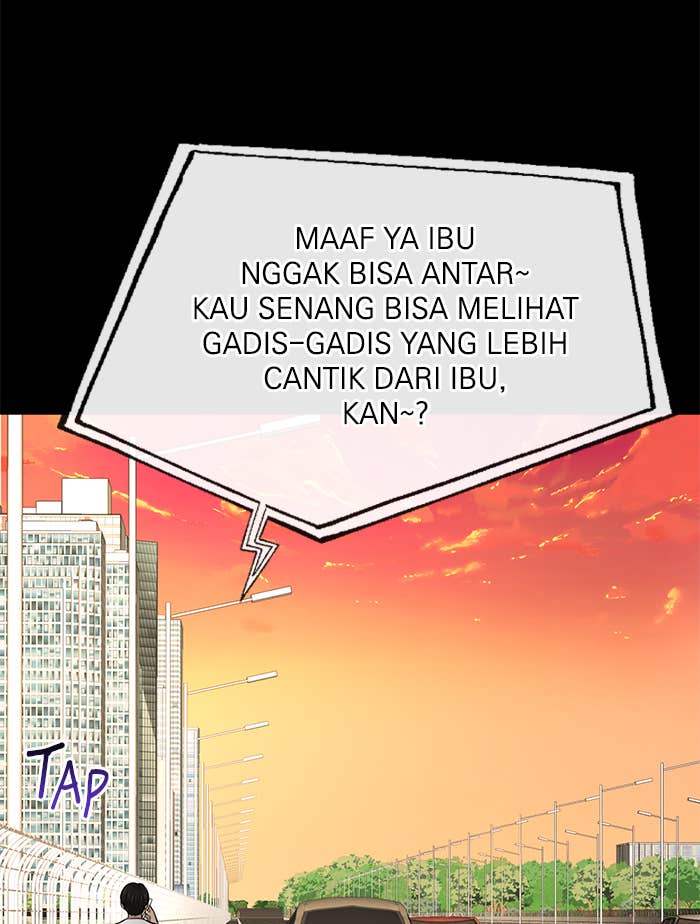 MAAF YA IBU
NGGAK BISA ANTAR~
KAU SENANG BISA MELIHAT
GADIS-GADIS YANG LEBIH
CANTIK DARI IBU,
KAN~?
TAP